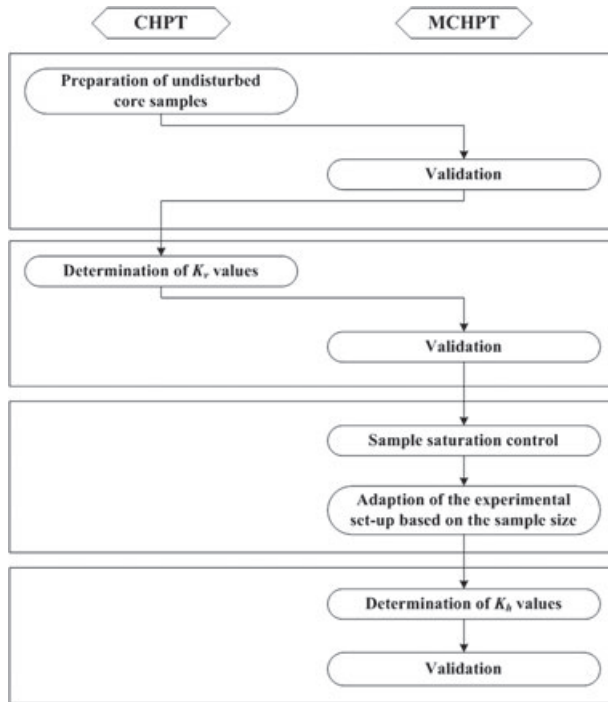 CHPT
MCHPT
Preparation of undisturbed
core samples
Validation
Determination of Kv values
Validation
Sample saturation control
Adaption of the experimental
set-up based on the sample size
Determination of Kh values
Validation